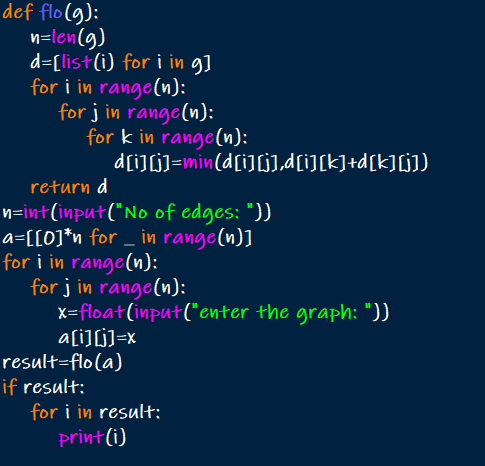 def flo(g):
    n=len(g)
    d=[list(i) for i in g]
    for i in range(n):
        for j in range(n):
            for k in range(n):
                d[i][j]=min(d[i][j],d[i][k]+d[k][j])
    return d
n=int(input("No of edges: "))
a=[[0]*n for _ in range(n)]
for i in range(n):
    for j in range(n):
        x=float(input("enter the graph: "))
        a[i][j]=x
result=flo(a)
if result:
    for i in result:
        print(i)